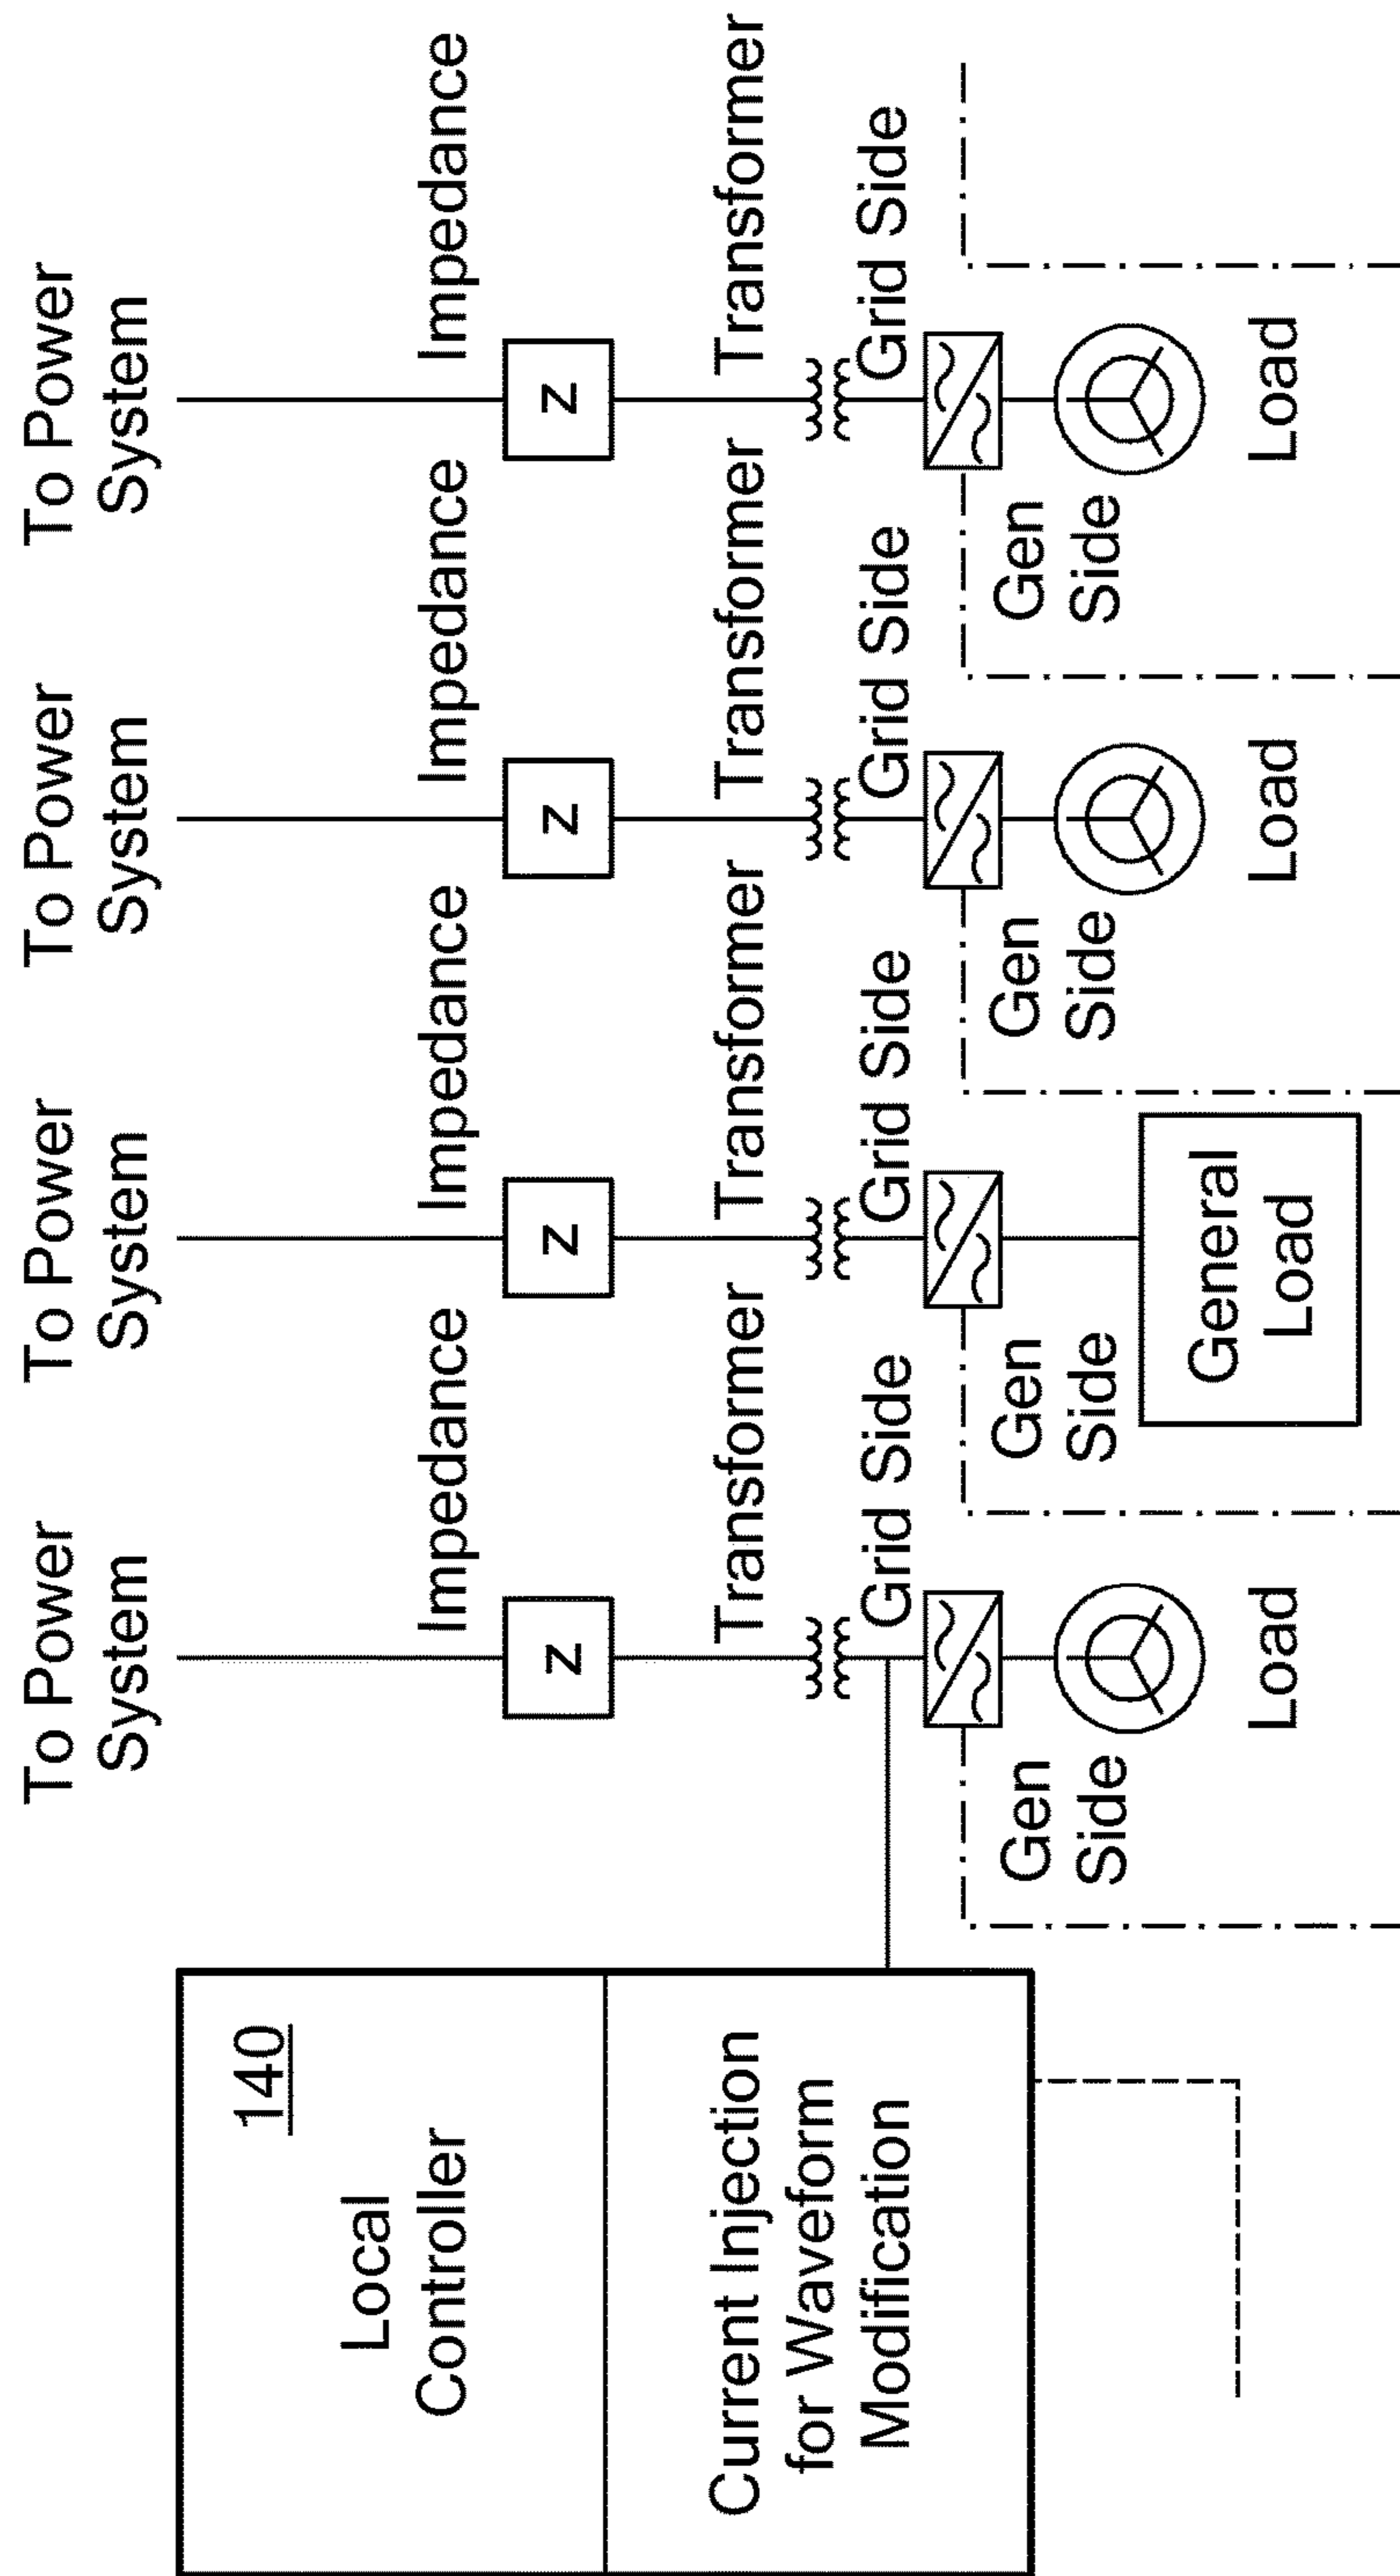 To Power
System
To Power
System
To Power
System
To Power
System
140
Local
Controller
Impedance
Impedance
Impedance
Impedance
Z
Z
Z
Z
Current Injection
for Waveform
Modification
Transformer
Transformer
Transformer
Transformer
Grid Side
Grid Side
Grid Side
Grid Side
Gen
Side
Gen
Side
Gen
Side
Gen
Side
Load
General
Load
Load
Load